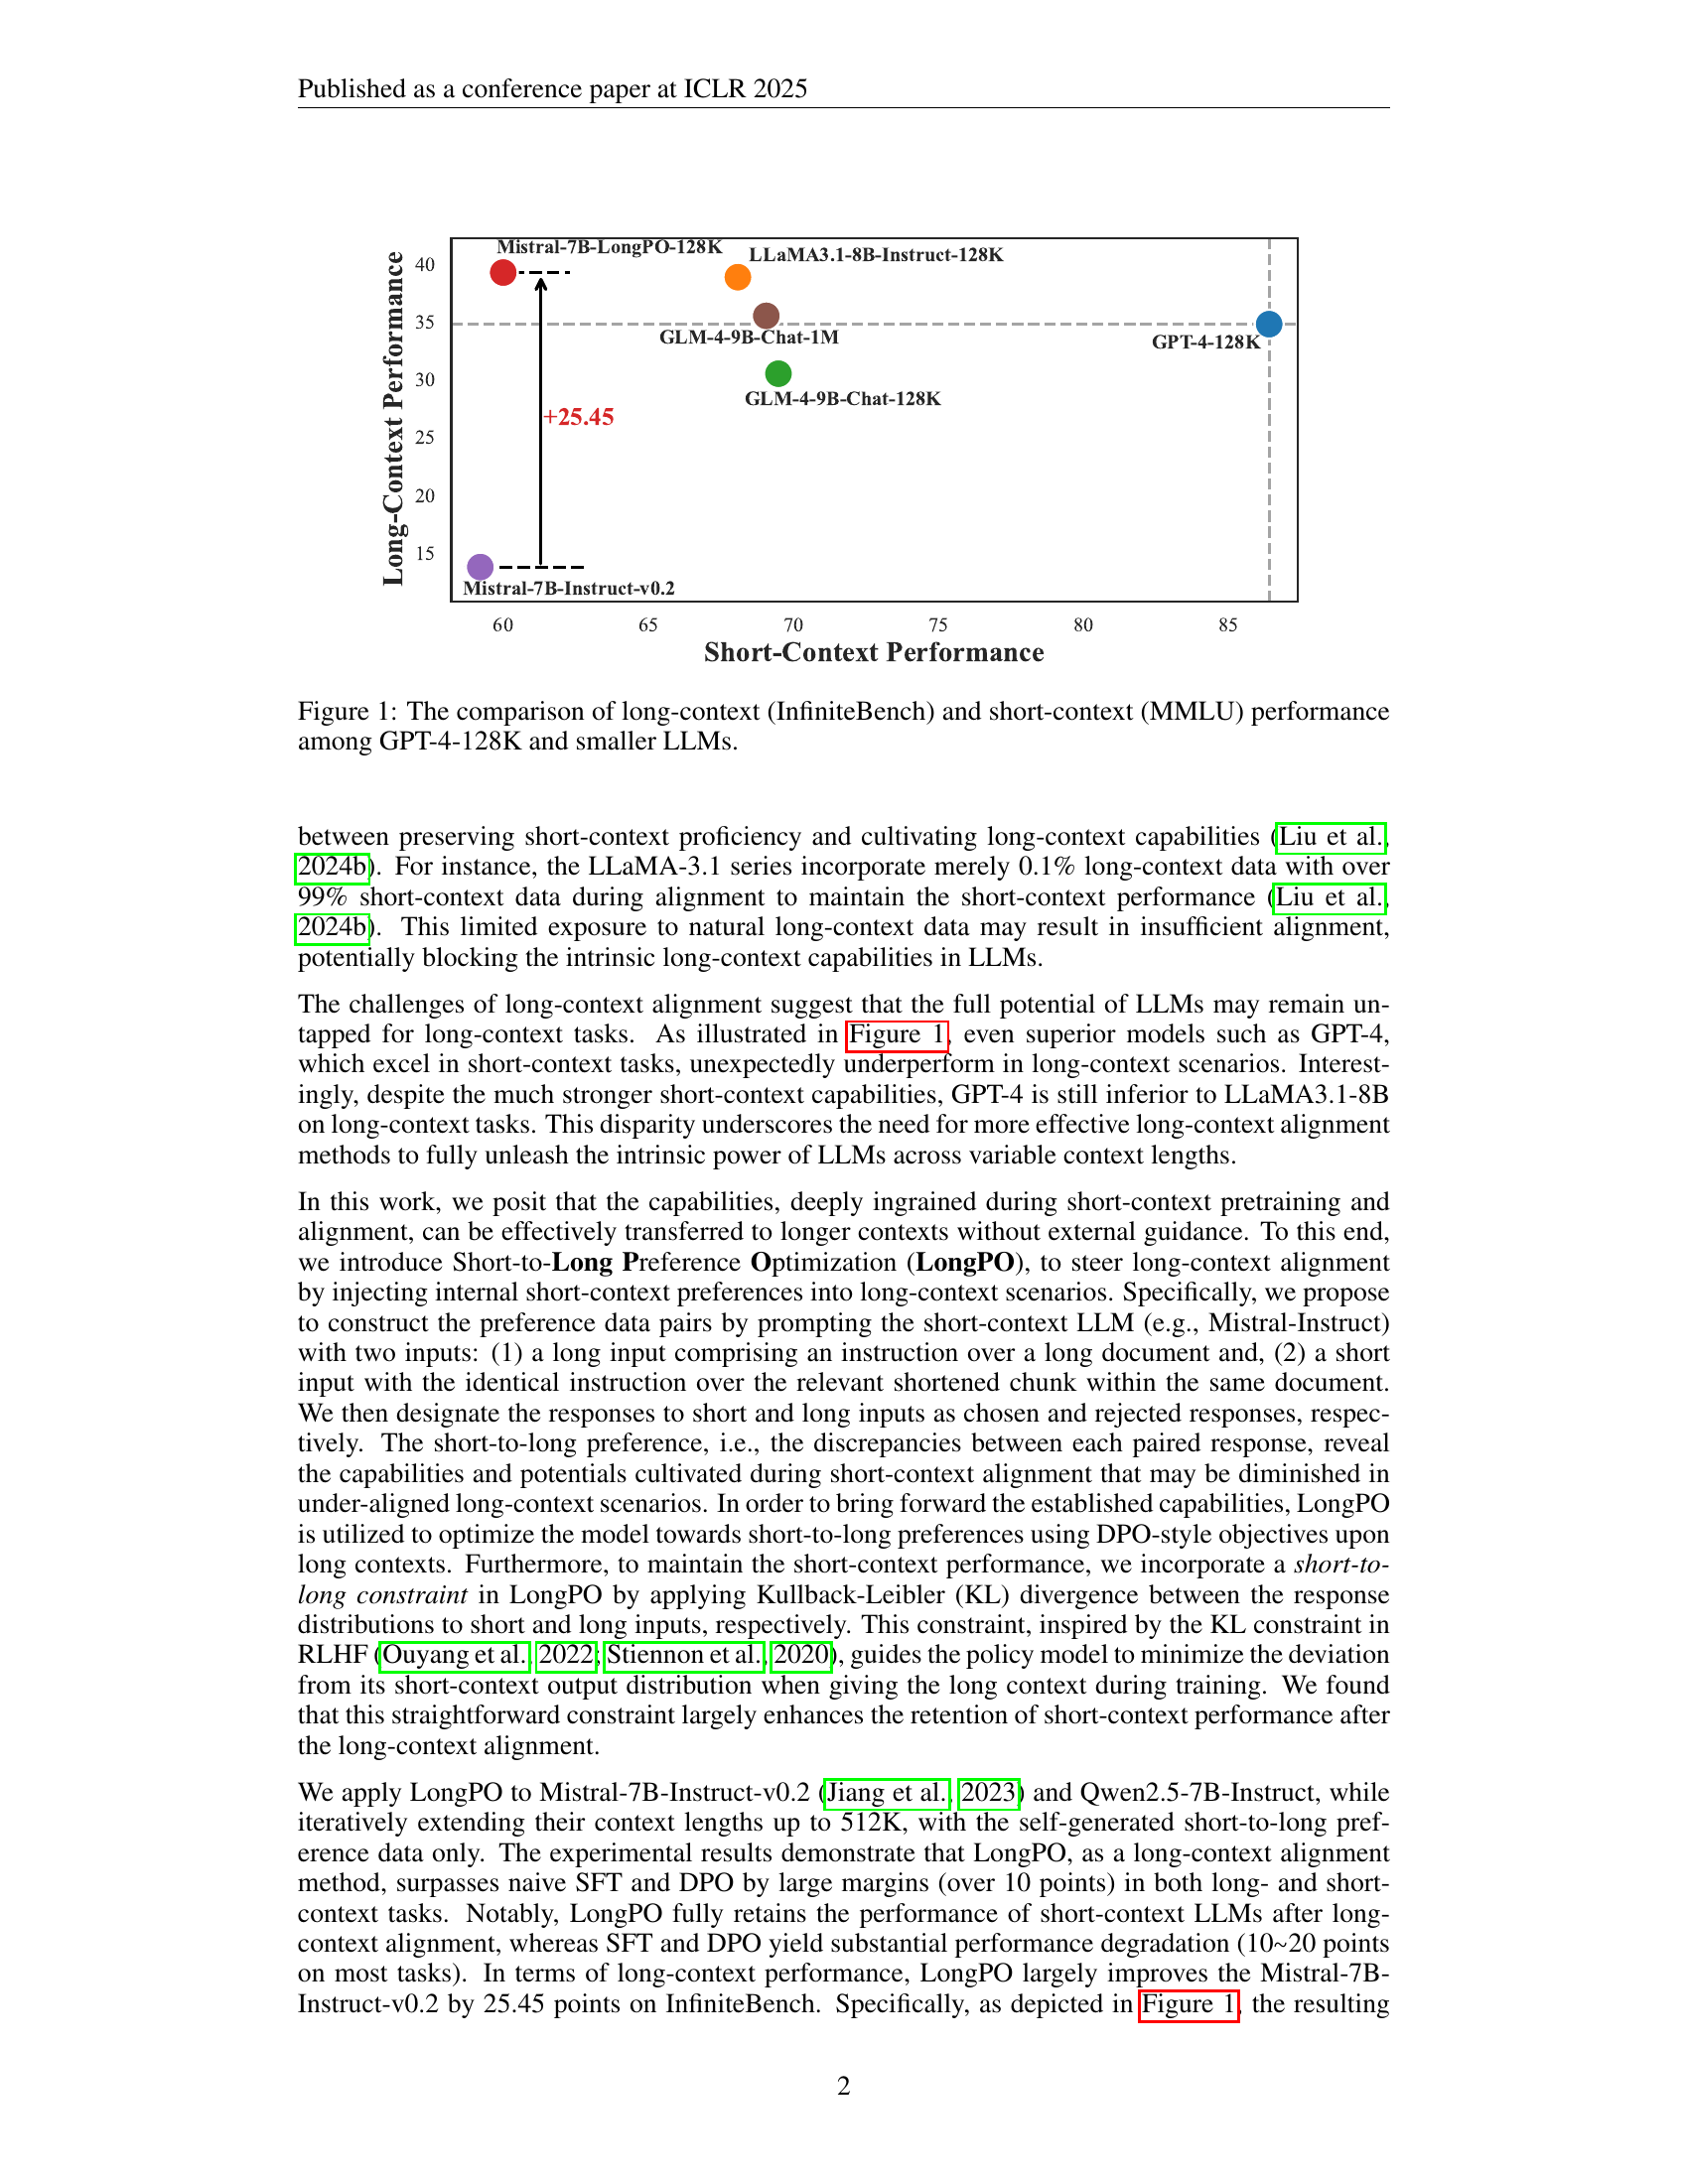 Published as a conference paper at ICLR 2025
Mistral-7B-LongPO-128K
LLaMA3.1-8B-Instruct-128K
GLM-4-9B-Chat-1M
GPT-4-128K
GLM-4-9B-Chat-128K
+25.45
Mistral-7B-Instruct-v0.2
Long-Context Performance
40
35
30
25
20
15
60 65 70 75 80 85
Short-Context Performance
Figure 1: The comparison of long-context (InfiniteBench) and short-context (MMLU) performance
among GPT-4-128K and smaller LLMs.
between preserving short-context proficiency and cultivating long-context capabilities (Liu et al.,
2024b). For instance, the LLaMA-3.1 series incorporate merely 0.1% long-context data with over
99% short-context data during alignment to maintain the short-context performance (Liu et al.,
2024b). This limited exposure to natural long-context data may result in insufficient alignment,
potentially blocking the intrinsic long-context capabilities in LLMs.
The challenges of long-context alignment suggest that the full potential of LLMs may remain un-
tapped for long-context tasks. As illustrated in Figure 1, even superior models such as GPT-4,
which excel in short-context tasks, unexpectedly underperform in long-context scenarios. Interest-
ingly, despite the much stronger short-context capabilities, GPT-4 is still inferior to LLaMA3.1-8B
on long-context tasks. This disparity underscores the need for more effective long-context alignment
methods to fully unleash the intrinsic power of LLMs across variable context lengths.
In this work, we posit that the capabilities, deeply ingrained during short-context pretraining and
alignment, can be effectively transferred to longer contexts without external guidance. To this end,
we introduce Short-to-Long Preference Optimization (LongPO), to steer long-context alignment
by injecting internal short-context preferences into long-context scenarios. Specifically, we propose
to construct the preference data pairs by prompting the short-context LLM (e.g., Mistral-Instruct)
with two inputs: (1) a long input comprising an instruction over a long document and, (2) a short
input with the identical instruction over the relevant shortened chunk within the same document.
We then designate the responses to short and long inputs as chosen and rejected responses, respec-
tively. The short-to-long preference, i.e., the discrepancies between each paired response, reveal
the capabilities and potentials cultivated during short-context alignment that may be diminished in
under-aligned long-context scenarios. In order to bring forward the established capabilities, LongPO
is utilized to optimize the model towards short-to-long preferences using DPO-style objectives upon
long contexts. Furthermore, to maintain the short-context performance, we incorporate a short-to-
long constraint in LongPO by applying Kullback-Leibler (KL) divergence between the response
distributions to short and long inputs, respectively. This constraint, inspired by the KL constraint in
RLHF (Ouyang et al., 2022; Stiennon et al., 2020), guides the policy model to minimize the deviation
from its short-context output distribution when giving the long context during training. We found
that this straightforward constraint largely enhances the retention of short-context performance after
the long-context alignment.
We apply LongPO to Mistral-7B-Instruct-v0.2 (Jiang et al., 2023) and Qwen2.5-7B-Instruct, while
iteratively extending their context lengths up to 512K, with the self-generated short-to-long pref-
erence data only. The experimental results demonstrate that LongPO, as a long-context alignment
method, surpasses naive SFT and DPO by large margins (over 10 points) in both long- and short-
context tasks. Notably, LongPO fully retains the performance of short-context LLMs after long-
context alignment, whereas SFT and DPO yield substantial performance degradation (10~20 points
on most tasks). In terms of long-context performance, LongPO largely improves the Mistral-7B-
Instruct-v0.2 by 25.45 points on InfiniteBench. Specifically, as depicted in Figure 1, the resulting
2